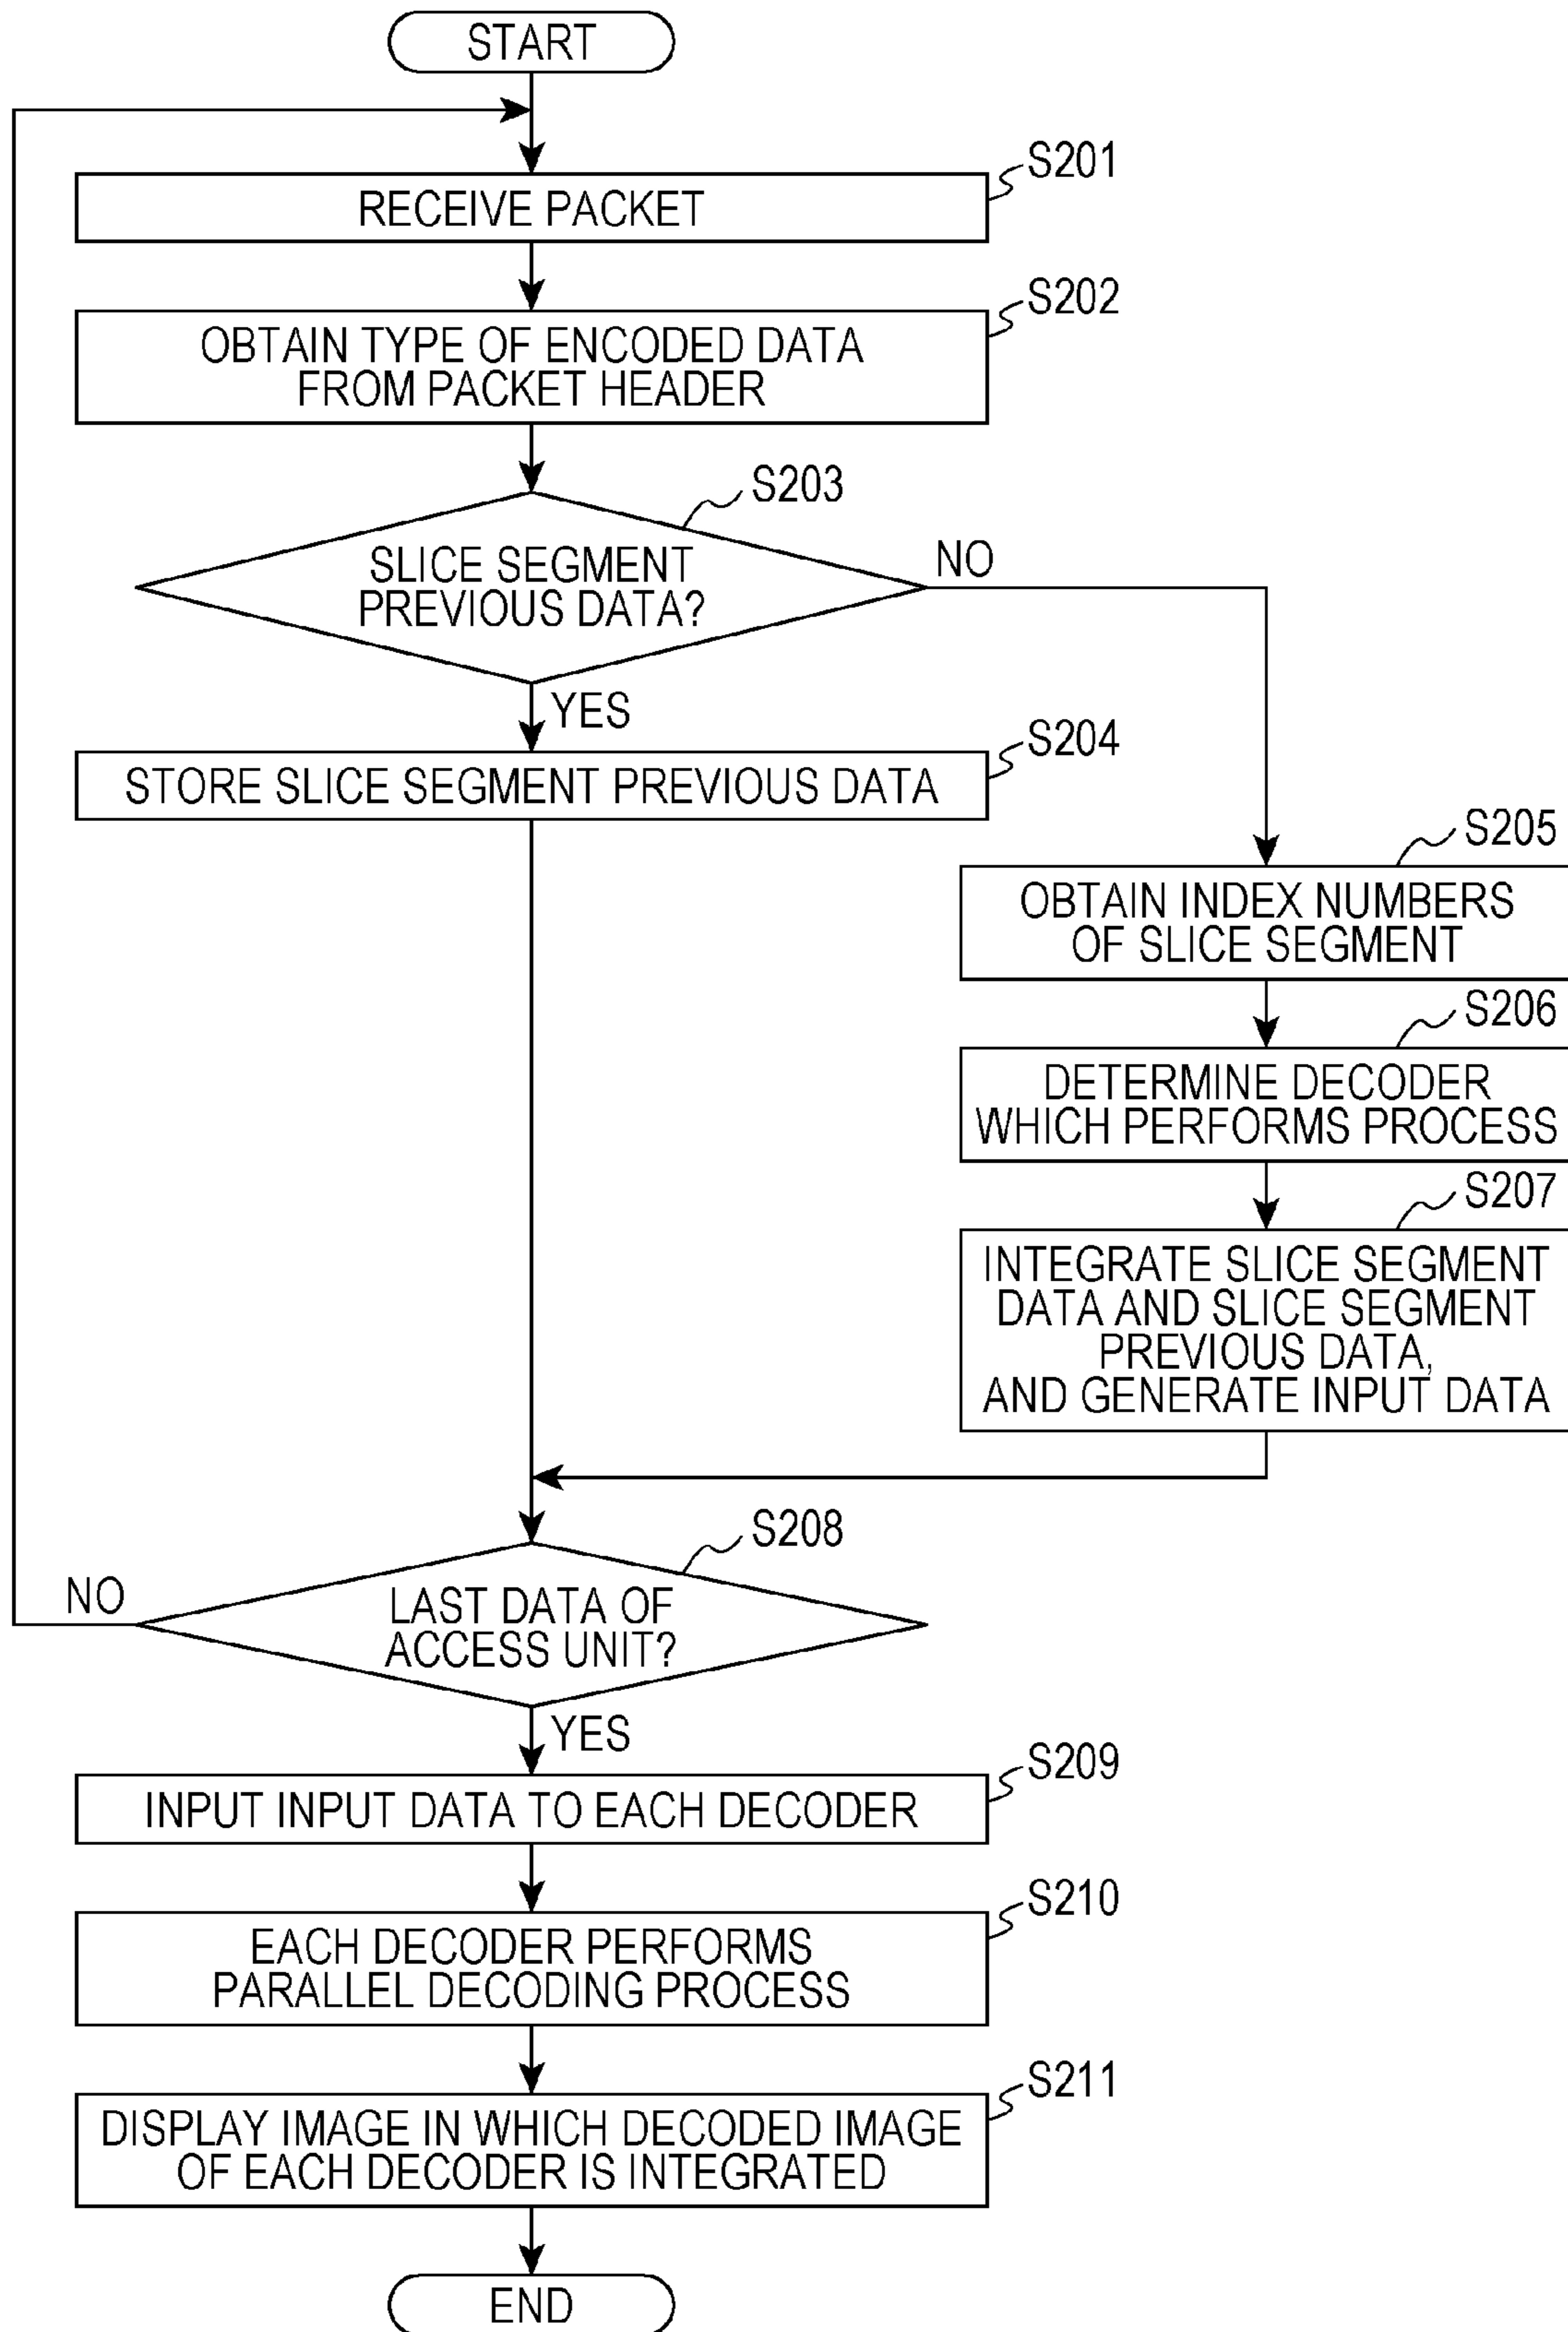 START
S201
RECEIVE PACKET
S202
OBTAIN TYPE OF ENCODED DATA
FROM PACKET HEADER
S203
SLICE SEGMENT
PREVIOUS DATA?
NO
YES
S204
STORE SLICE SEGMENT PREVIOUS DATA
S205
OBTAIN INDEX NUMBERS
OF SLICE SEGMENT
S206
DETERMINE DECODER
WHICH PERFORMS PROCESS
S207
INTEGRATE SLICE SEGMENT
DATA AND SLICE SEGMENT
PREVIOUS DATA,
AND GENERATE INPUT DATA
S208
NO
LAST DATA OF
ACCESS UNIT?
YES
S209
INPUT INPUT DATA TO EACH DECODER
S210
EACH DECODER PERFORMS
PARALLEL DECODING PROCESS
S211
DISPLAY IMAGE IN WHICH DECODED IMAGE
OF EACH DECODER IS INTEGRATED
END